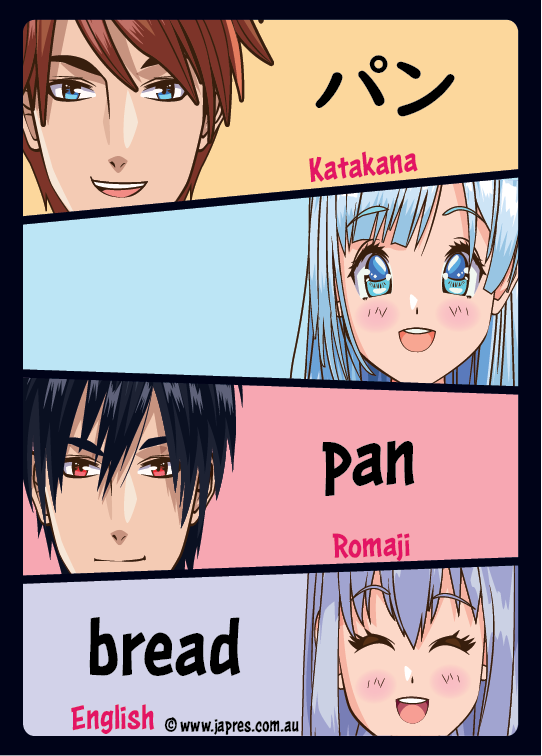 パン
Katakana
pan
Romaji
bread
English © www.japres.com.au